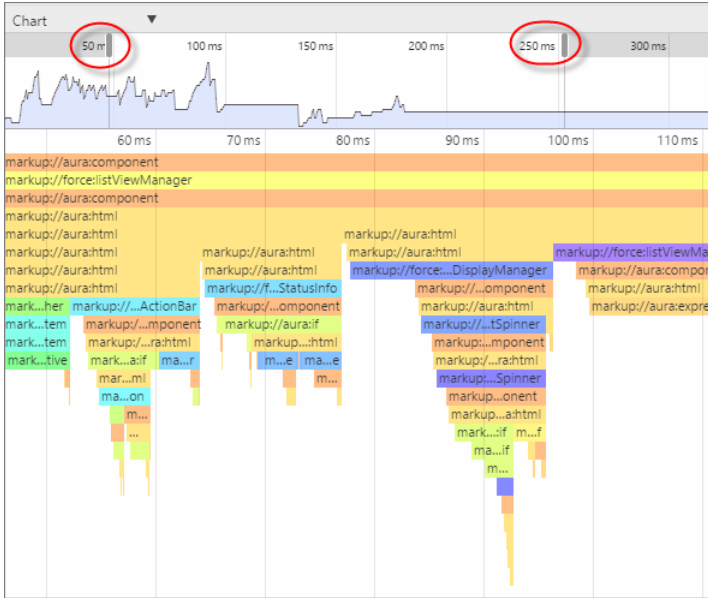 Chart ▼
50 m 100 ms 150 ms 200 ms 250 ms 300 ms
60 ms 70 ms 80 ms 90 ms 100 ms 110 ms
markup://aura:component
markup://force:listViewManager
markup://aura:component
markup://aura:html
markup://aura:html markup://aura:html
markup://aura:html markup://aura:html markup://aura:html markup://force:listViewMa
markup://aura:html markup://aura:html markup://force:...DisplayManager markup://aura:compor
markup://aura:html markup://f...StatusInfo markup://...omponent markup://aura:html
mark...her markup://...ActionBar markup://...omponent markup://aura:html markup://aura:expre
mark...tem markup:/...mponent markup://aura:if markup://...tSpinner
mark...tem markup:/...ra:html markup...:html markup:...mponent
mark...tive mark...a:if ma...r m...e ma...e markup:/...ra:html
mar...ml m... markup:...Spinner
ma...on markup...onent
m... markup...a:html
... mark...:if m...f
ma...if
m...